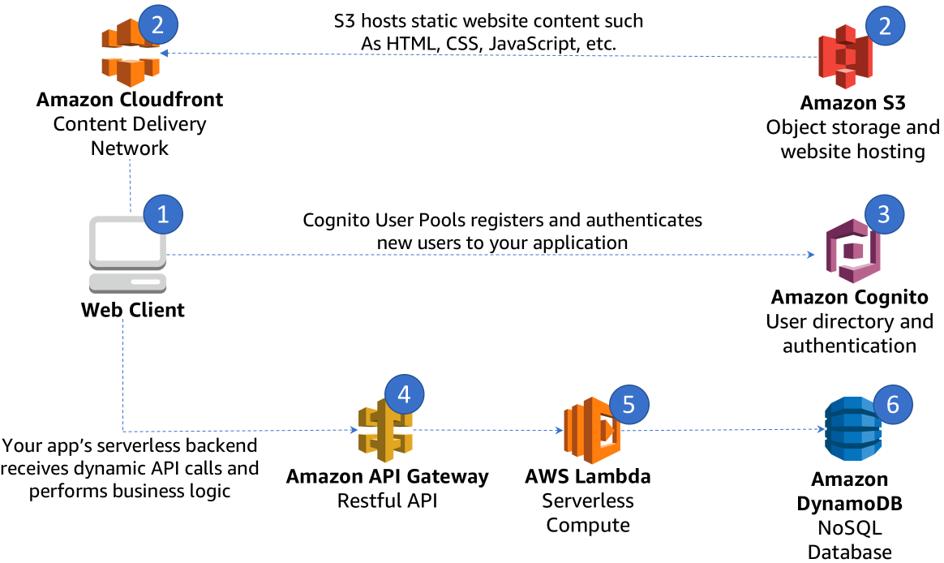 2
S3 hosts static website content such
As HTML, CSS, JavaScript, etc.
2
Amazon Cloudfront
Content Delivery
Network
Amazon S3
Object storage and
website hosting
1
Cognito User Pools registers and authenticates
new users to your application
3
Web Client
Amazon Cognito
User directory and
authentication
4
5
6
Your app’s serverless backend
receives dynamic API calls and
performs business logic
Amazon API Gateway
Restful API
AWS Lambda
Serverless
Compute
Amazon
DynamoDB
NoSQL
Database